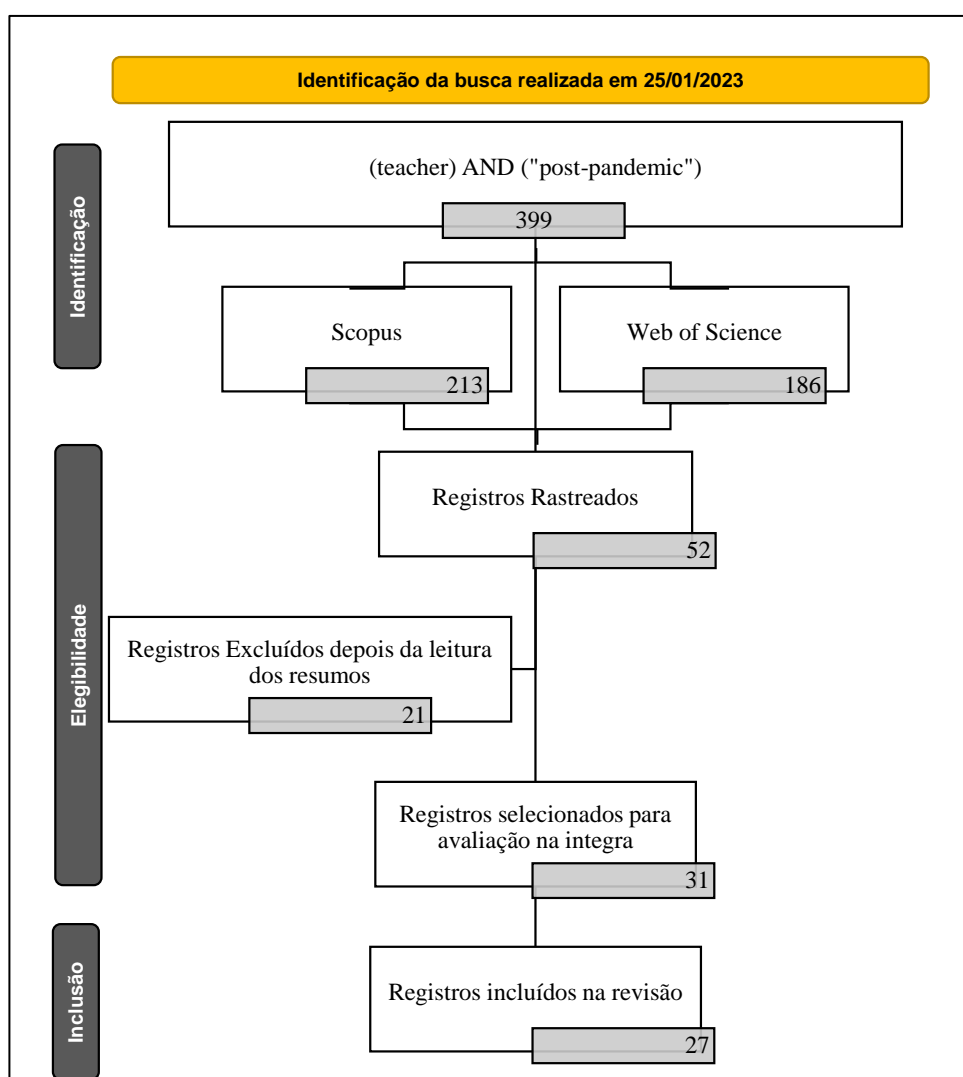 Identificação da busca realizada em 25/01/2023
Identificação
(teacher) AND ("post-pandemic")
399
Scopus
213
Web of Science
186
Elegibilidade
Registros Rastreados
52
Registros Excluídos depois da leitura
dos resumos
21
Registros selecionados para
avaliação na integra
31
Inclusão
Registros incluídos na revisão
27